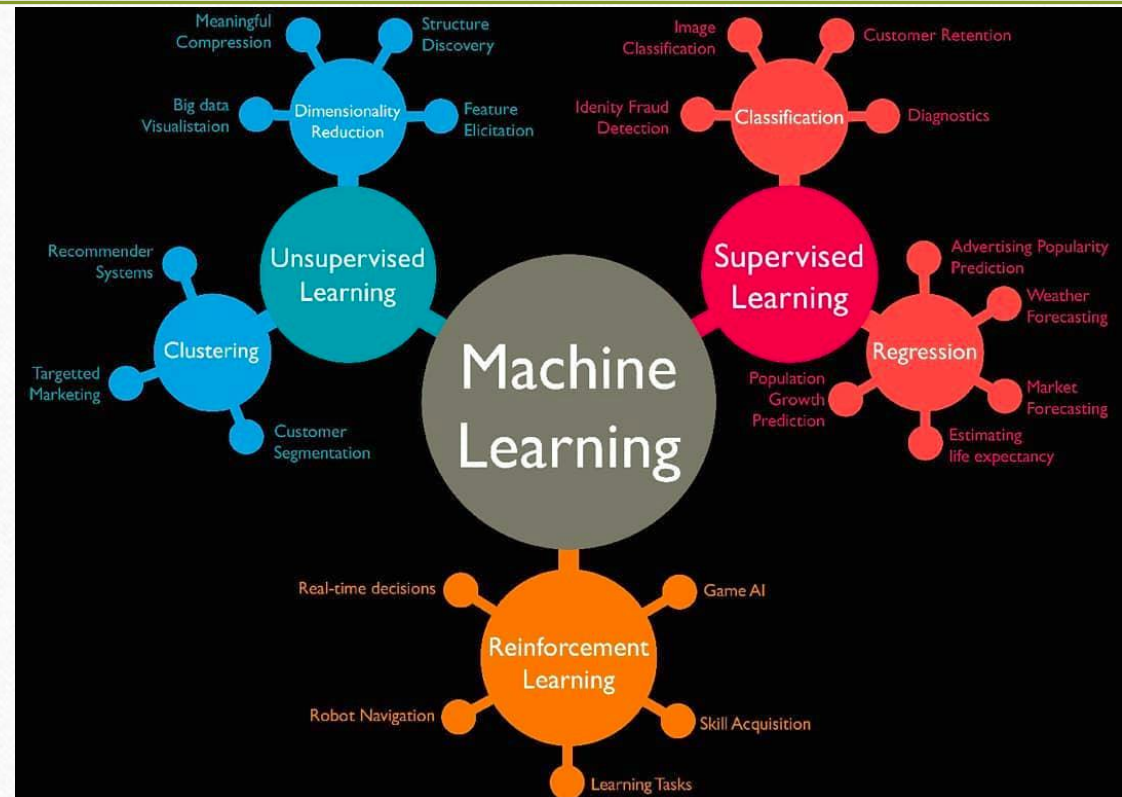 Meaningful
Compression
Structure
Discovery
Big data
Visualistaion
Dimensionality
Reduction
Feature
Elicitation
Image
Classification
Customer Retention
Idenity Fraud
Detection
Classification
Diagnostics
Recommender
Systems
Unsupervised
Learning
Clustering
Targetted
Marketing
Customer
Segmentation
Machine
Learning
Supervised
Learning
Advertising Popularity
Prediction
Weather
Forecasting
Regression
Population
Growth
Prediction
Market
Forecasting
Estimating
life expectancy
Real-time decisions
Game AI
Reinforcement
Learning
Robot Navigation
Skill Acquisition
Learning Tasks